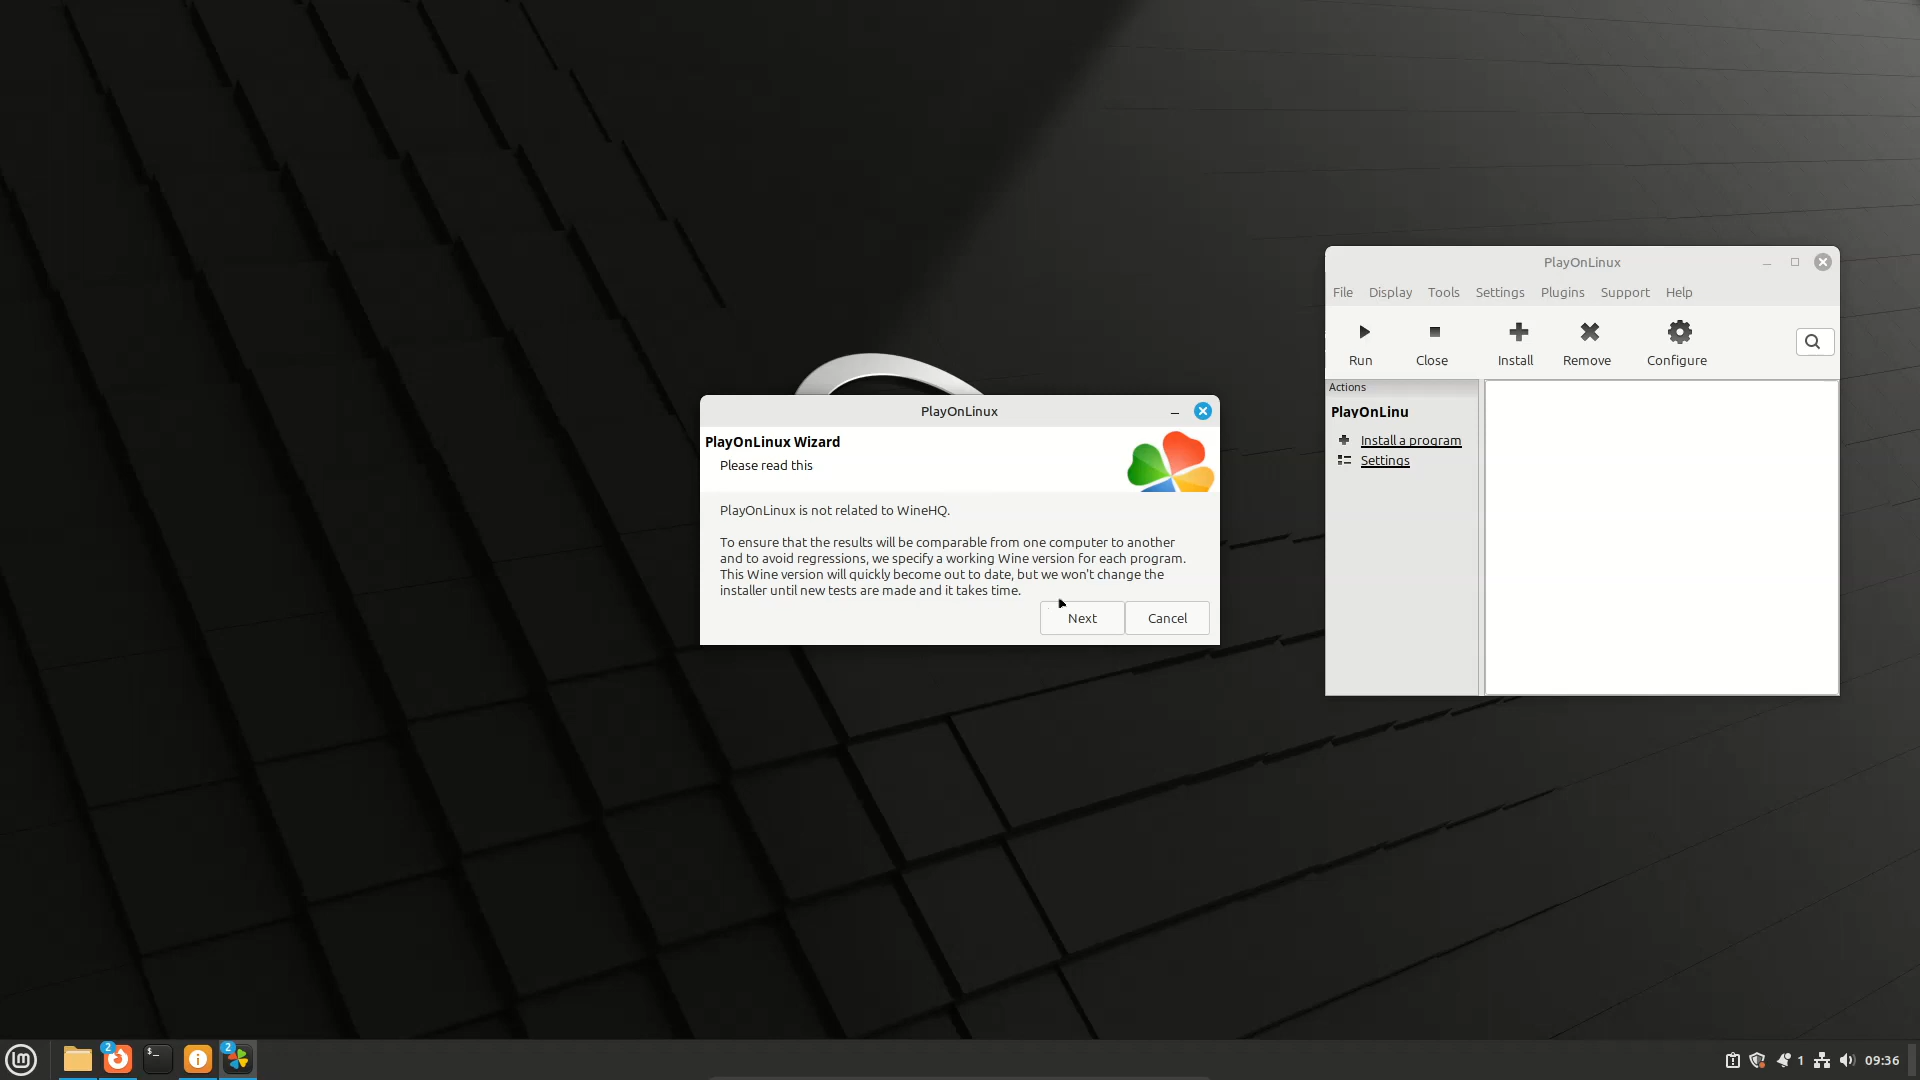 PlayOnLinux
File Display Tools Settings Plugins Support Help
Run Close Install Remove Configure
Actions
PlayOnLinu
Install a program
Settings
PlayOnLinux
PlayOnLinux Wizard
Please read this
PlayOnLinux is not related to WineHQ.
To ensure that the results will be comparable from one computer to another
and to avoid regressions, we specify a working Wine version for each program.
This Wine version will quickly become out to date, but we won't change the
installer until new tests are made and it takes time.
Next Cancel
2 $_ 2 1 09:36